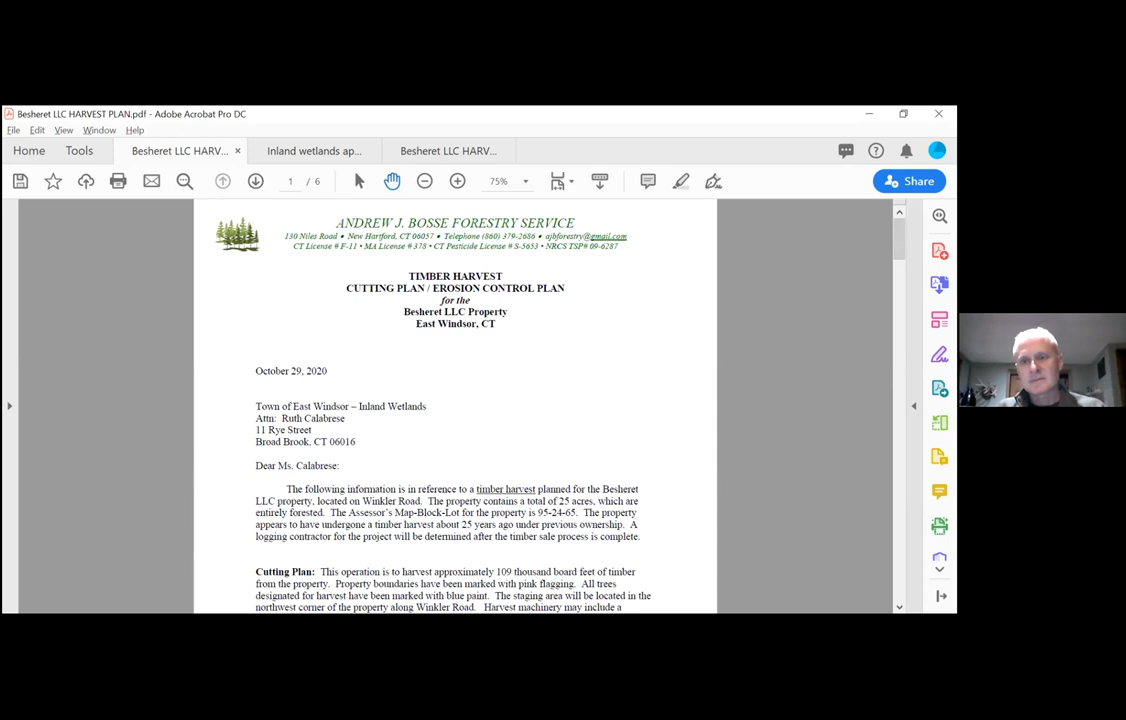 Besheret LLC HARVEST PLAN.pdf - Adobe Acrobat Pro DC
File Edit View Window Help
Home Tools Besheret LLC HARV... × Inland wetlands ap... Besheret LLC HARV...
1 / 6 75% Share
ANDREW J. BOSSE FORESTRY SERVICE
130 Niles Road • New Hartford, CT 06057 • Telephone (860) 379-2686 • ajbforestry@gmail.com
CT License # F-11 • MA License # 378 • CT Pesticide License # S-5653 • NRCS TSP# 09-6287
TIMBER HARVEST
CUTTING PLAN / EROSION CONTROL PLAN
for the
Besheret LLC Property
East Windsor, CT
October 29, 2020
Town of East Windsor – Inland Wetlands
Attn: Ruth Calabrese
11 Rye Street
Broad Brook, CT 06016
Dear Ms. Calabrese:
The following information is in reference to a timber harvest planned for the Besheret
LLC property, located on Winkler Road. The property contains a total of 25 acres, which are
entirely forested. The Assessor's Map-Block-Lot for the property is 95-24-65. The property
appears to have undergone a timber harvest about 25 years ago under previous ownership. A
logging contractor for the project will be determined after the timber sale process is complete.
Cutting Plan: This operation is to harvest approximately 109 thousand board feet of timber
from the property. Property boundaries have been marked with pink flagging. All trees
designated for harvest have been marked with blue paint. The staging area will be located in the
northwest corner of the property along Winkler Road. Harvest machinery may include a